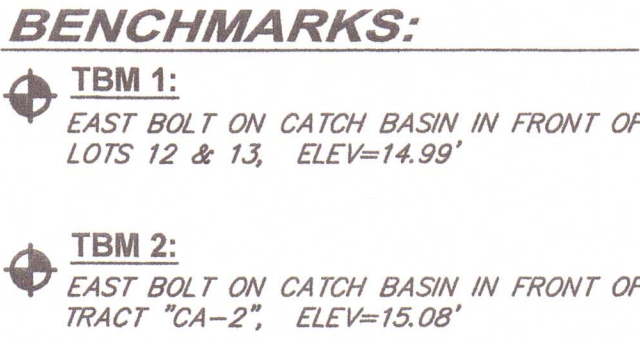 BENCHMARKS:
TBM 1:
EAST BOLT ON CATCH BASIN IN FRONT OF
LOTS 12 & 13, ELEV=14.99'
TBM 2:
EAST BOLT ON CATCH BASIN IN FRONT OF
TRACT "CA-2", ELEV=15.08'